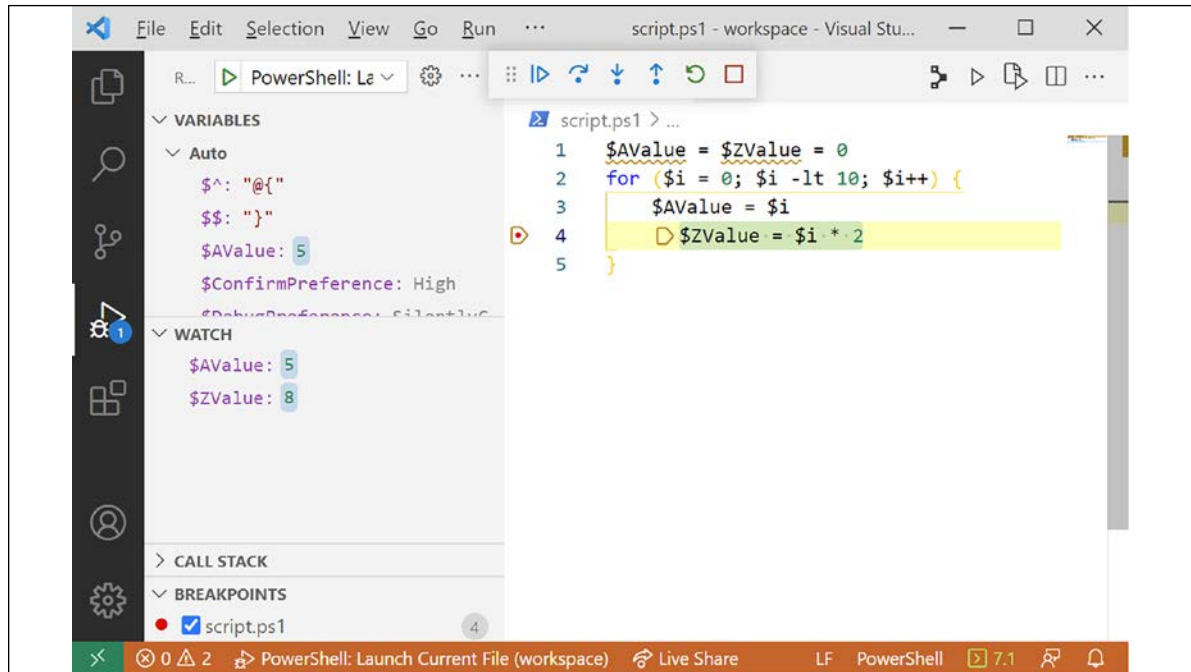 File Edit Selection View Go Run ··· script.ps1 - workspace - Visual Stu...
R... PowerShell: La ···
VARIABLES
Auto
$^: "@{"
$$: "}"
$AValue: 5
$ConfirmPreference: High
WATCH
$AValue: 5
$ZValue: 8
CALL STACK
BREAKPOINTS
script.ps1 4
1
script.ps1 > ...
1 $AValue = $ZValue = 0
2 for ($i = 0; $i -lt 10; $i++) {
3 $AValue = $i
4 $ZValue = $i * 2
5 }
0 2 PowerShell: Launch Current File (workspace) Live Share LF PowerShell 7.1